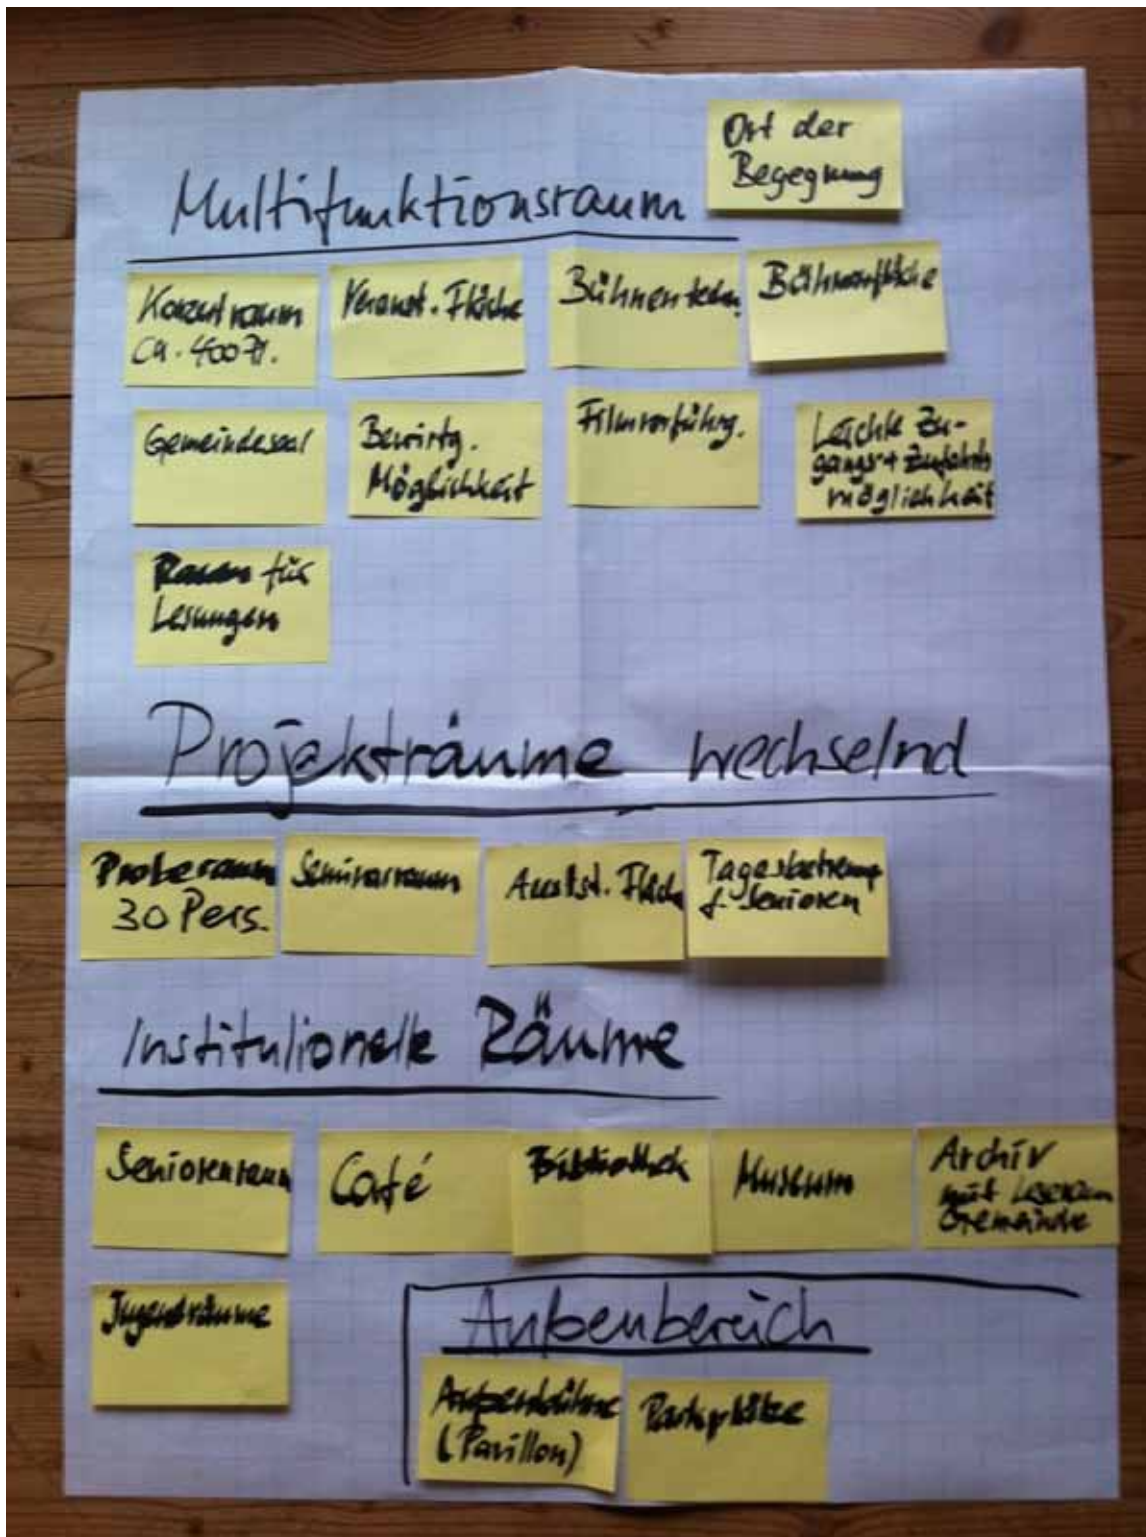 Ort der
Begegnung
Multifunktionsraum
Konzertraum
ca. 400 Pl.
Veranst. Fläche
Bühnentechn.
Bühnenfläche
Gemeindesaal
Bewirtg.
Möglichkeit
Filmvorführg.
Leichte Zu-
gangs + Zufahrts
möglichkeit
Raum für
Lesungen
Projekträume wechselnd
Proberaum
30 Pers.
Seminarraum
Ausst. Fläche
Tagesbetreuung
f. Senioren
Institutionelle Räume
Seniorenraum
Café
Bibliothek
Museum
Archiv
mit Leseraum
Gemeinde
Jugendräume
Außenbereich
Außenbühne
(Pavillon)
Parkplätze